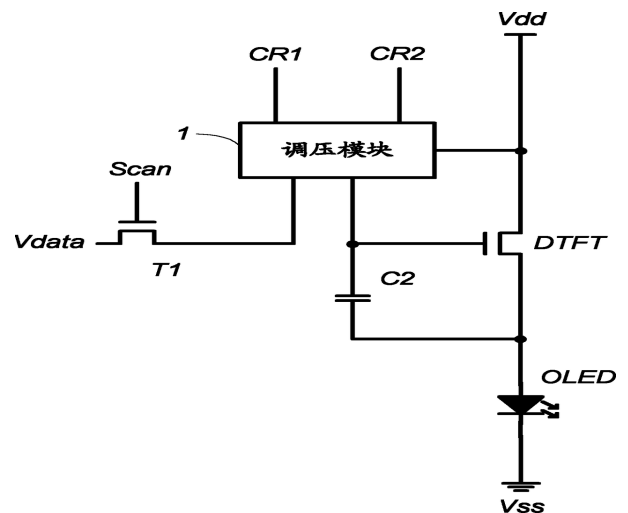 Vdd
CR1
CR2
1
调压模块
Scan
Vdata
T1
DTFT
C2
OLED
Vss